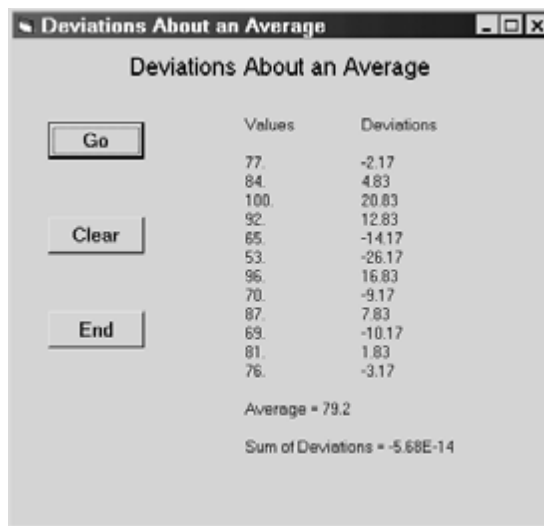 Deviations About an Average
Deviations About an Average
Go
Clear
End
Values Deviations
77. -2.17
84. 4.83
100. 20.83
92. 12.83
65. -14.17
53. -26.17
96. 16.83
70. -9.17
87. 7.83
69. -10.17
81. 1.83
76. -3.17
Average = 79.2
Sum of Deviations = -5.68E-14